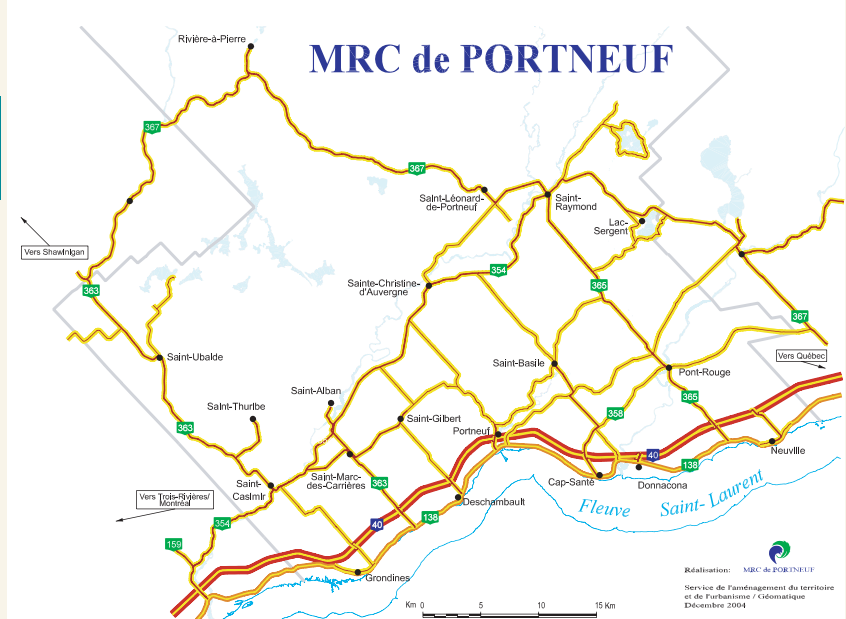 MRC de PORTNEUF
Rivière-à-Pierre
367
367
Saint-Léonard-
de-Portneuf
Saint-
Raymond
Lac-
Sergent
Vers Shawinigan
363
354
Sainte-Christine-
d'Auvergne
365
367
Vers Québec
Saint-Ubalde
Saint-Basile
Pont-Rouge
Saint-Alban
365
Saint-Thuribe
Saint-Gilbert
358
363
Portneuf
Neuville
40
138
Saint-Marc-
des-Carrières
363
Saint-
Casimir
Cap-Santé
Donnacona
Vers Trois-Rivières/
Montréal
Deschambault
Fleuve Saint-Laurent
138
354
40
159
Grondines
Réalisation: MRC de PORTNEUF
Service de l'aménagement du territoire
et de l'urbanisme / Géomatique
Décembre 2004
Km 0 5 10 15 Km